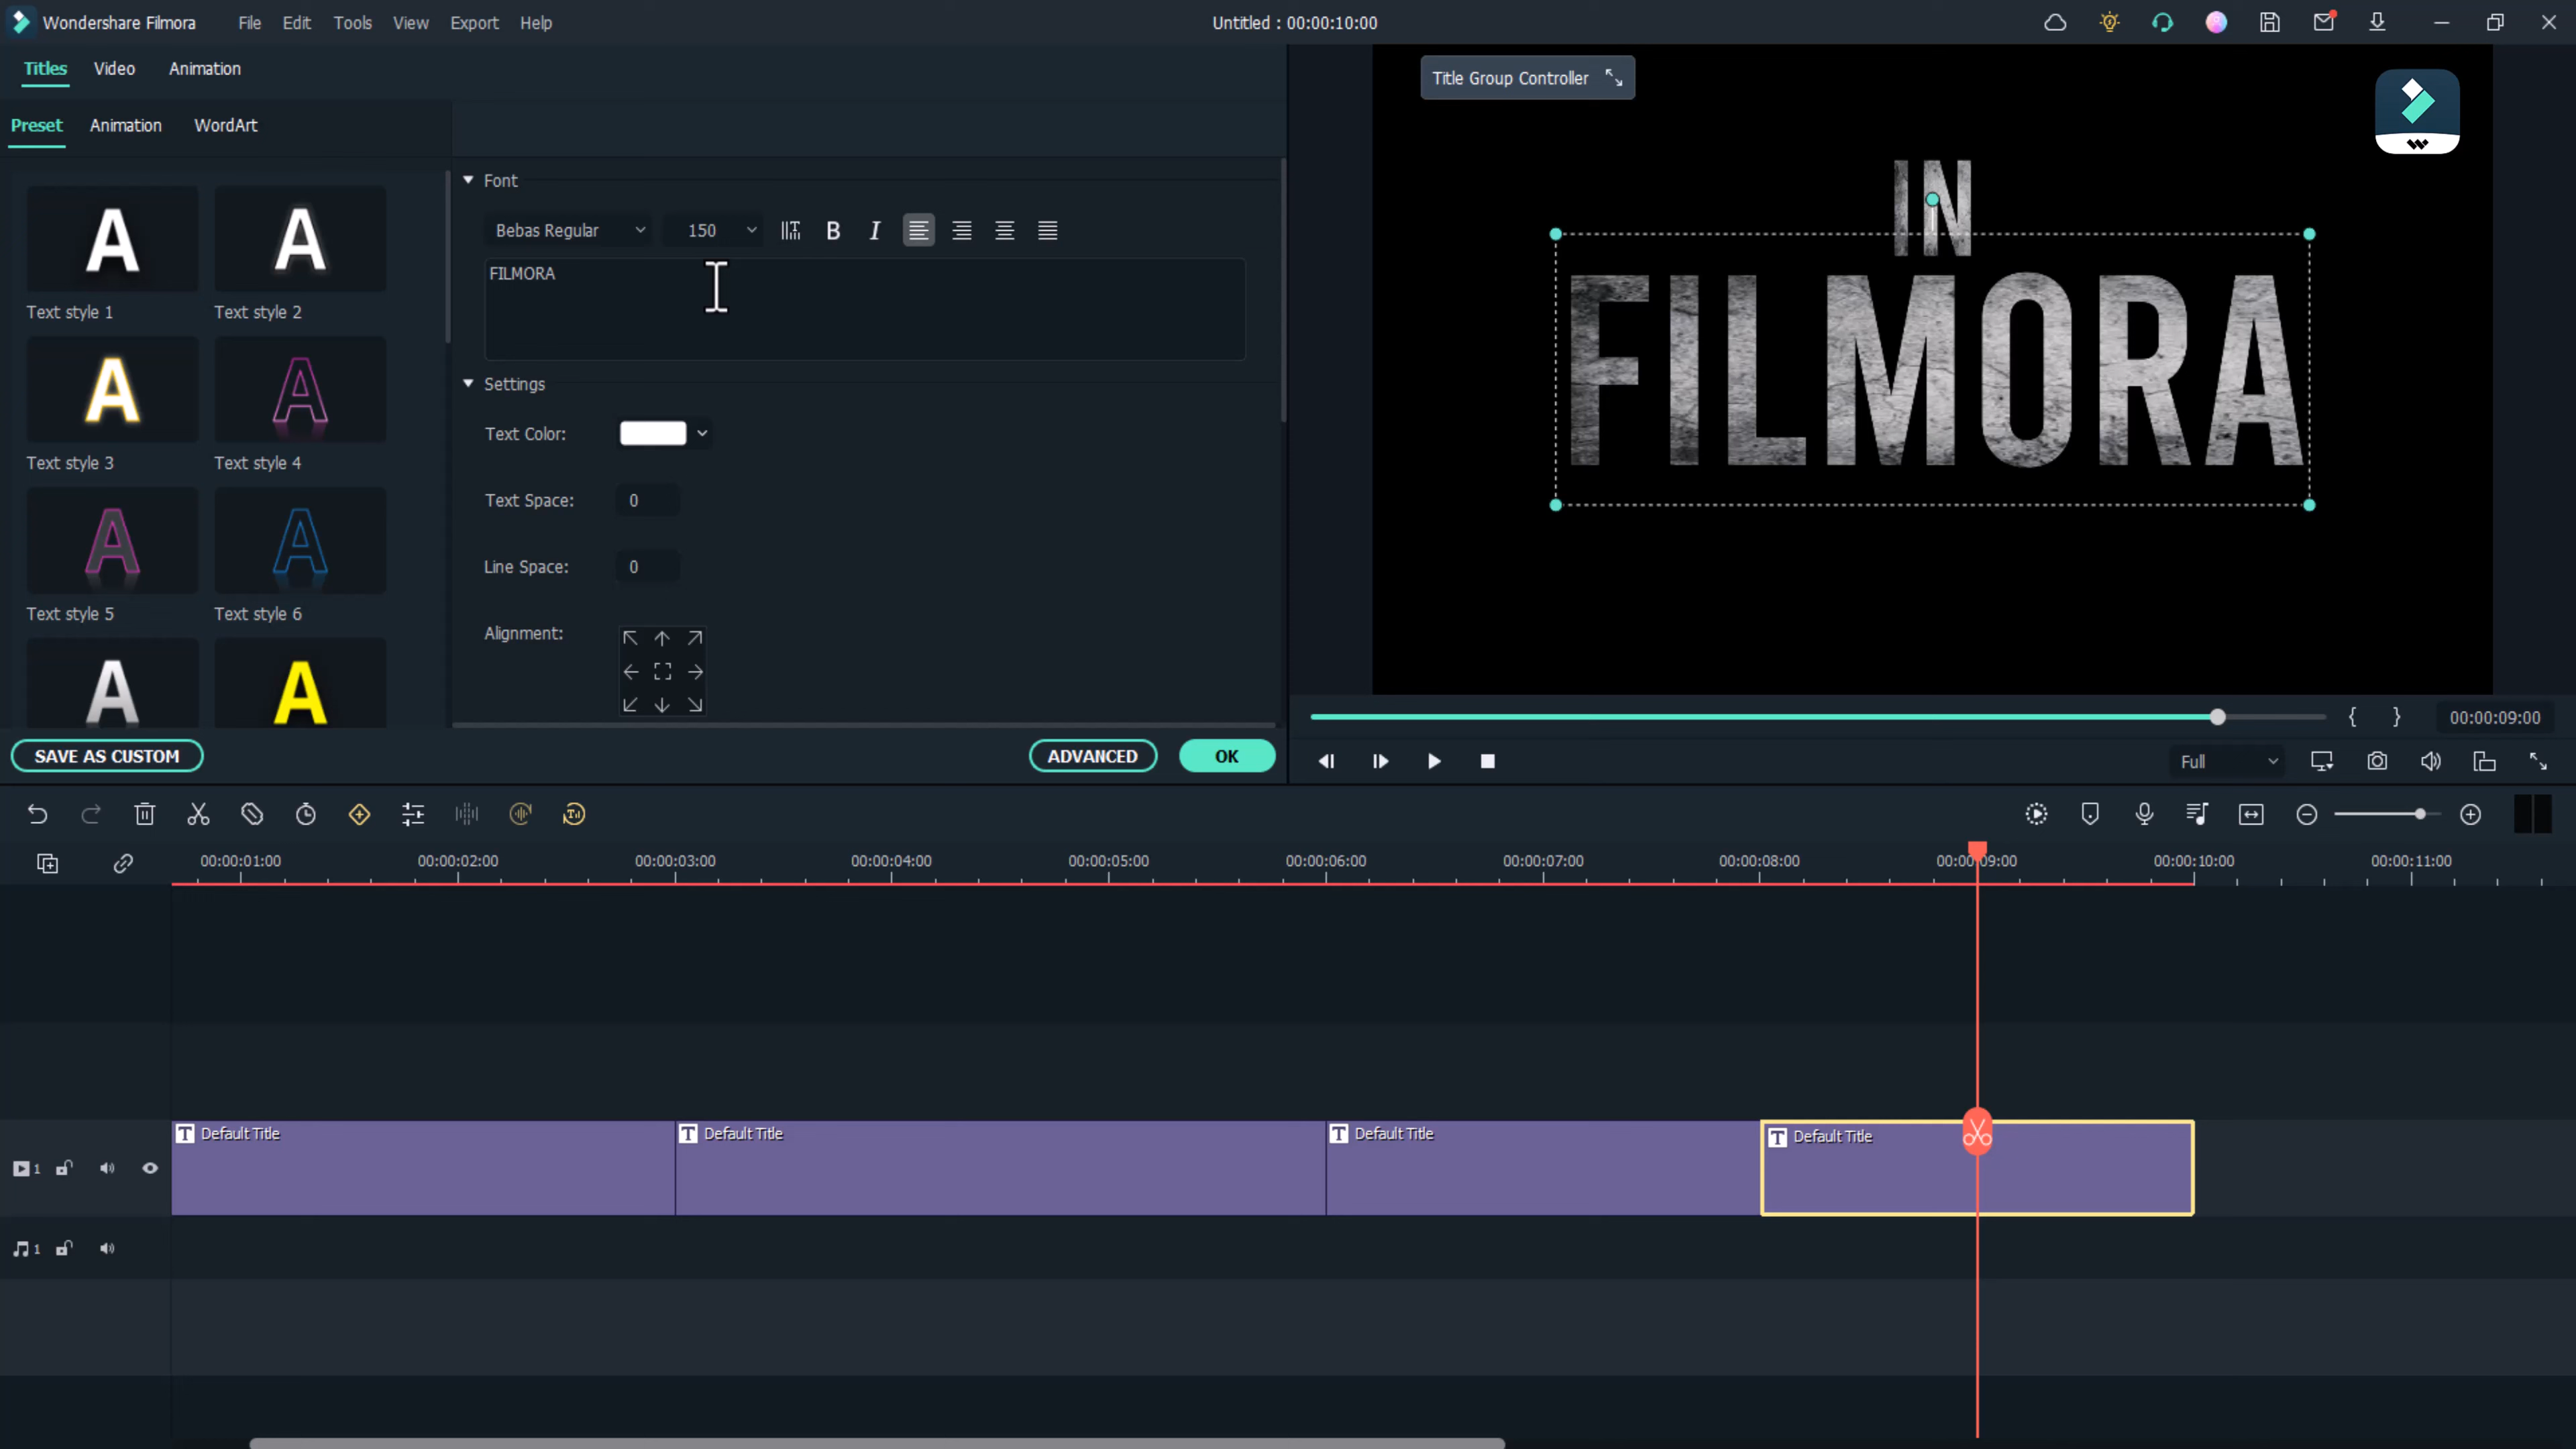 Wondershare Filmora File Edit Tools View Export Help Untitled : 00:00:10:00
Titles Video Animation
Preset Animation WordArt
A A
Text style 1 Text style 2
A A
Text style 3 Text style 4
A A
Text style 5 Text style 6
A A
Font
Bebas Regular 150 B I
FILMORA
Settings
Text Color:
Text Space: 0
Line Space: 0
Alignment:
SAVE AS CUSTOM ADVANCED OK
Title Group Controller
IN
FILMORA
{ } 00:00:09:00
Full
00:00:01:00 00:00:02:00 00:00:03:00 00:00:04:00 00:00:05:00 00:00:06:00 00:00:07:00 00:00:08:00 00:00:09:00 00:00:10:00 00:00:11:00
T Default Title T Default Title T Default Title T Default Title
1
1